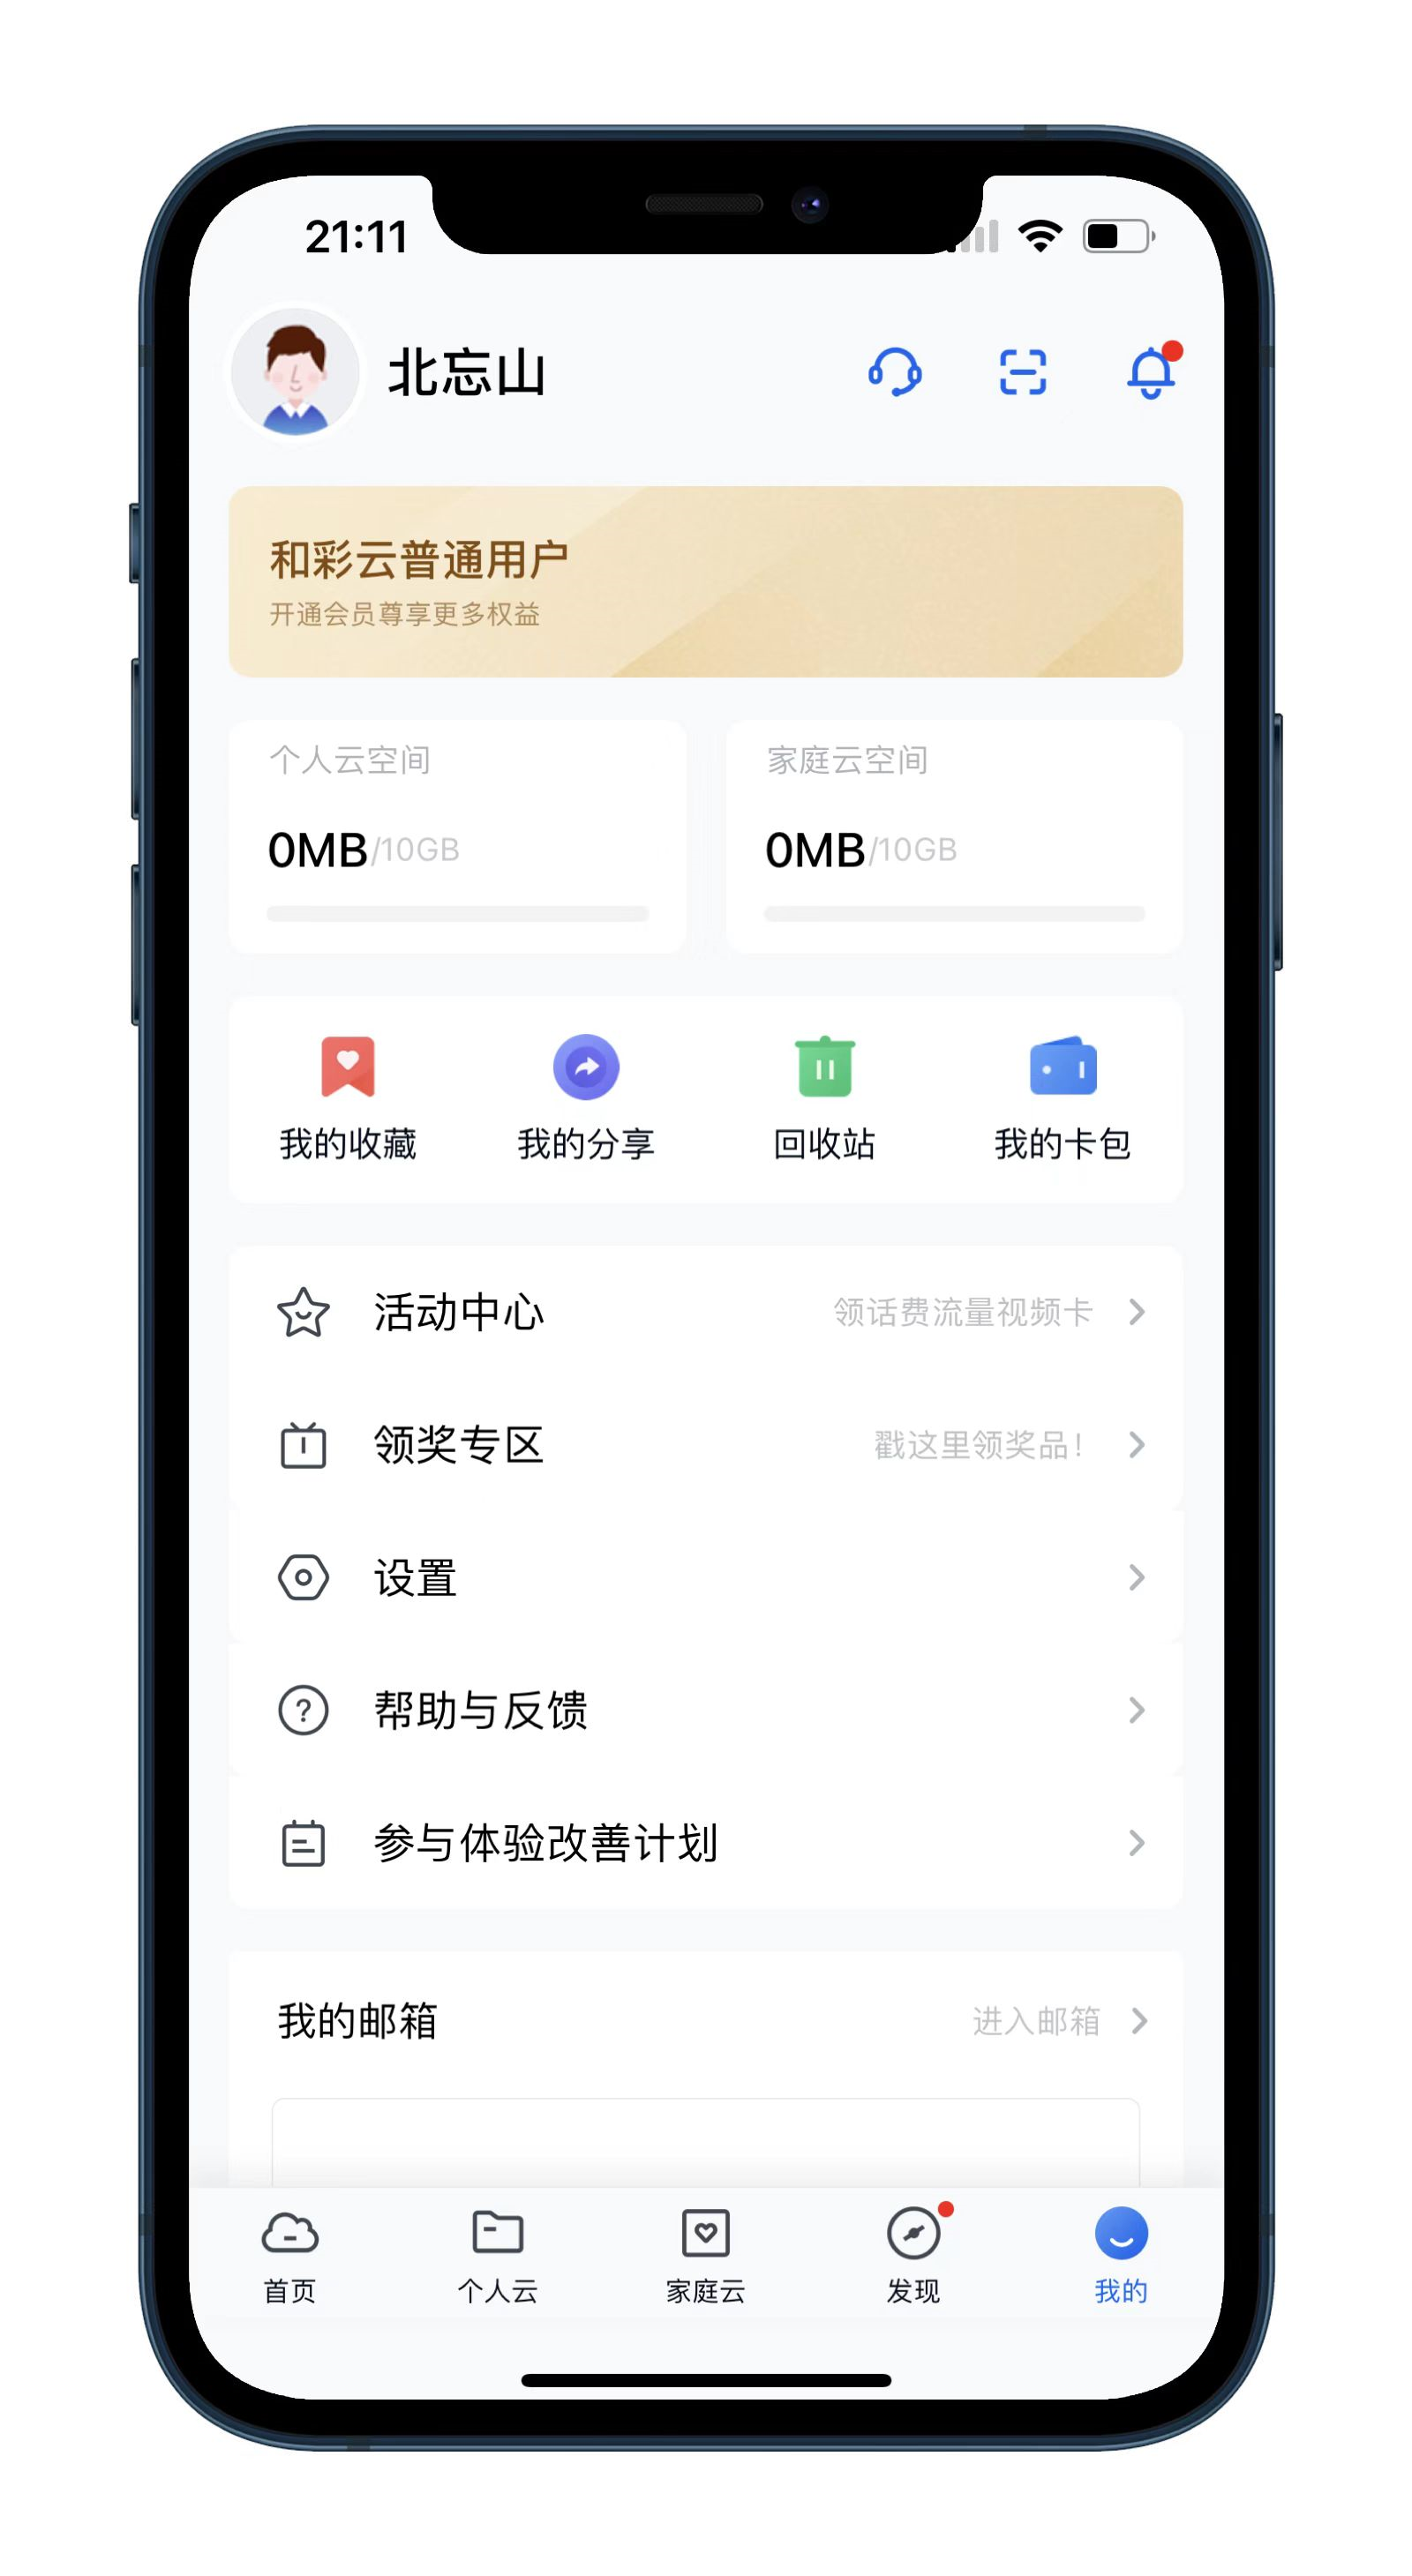 21:11
北忘山
和彩云普通用户
开通会员尊享更多权益
个人云空间
家庭云空间
0MB/10GB
0MB/10GB
我的收藏
我的分享
回收站
我的卡包
活动中心
领话费流量视频卡
领奖专区
戳这里领奖品!
设置
帮助与反馈
参与体验改善计划
我的邮箱
进入邮箱
首页
个人云
家庭云
发现
我的